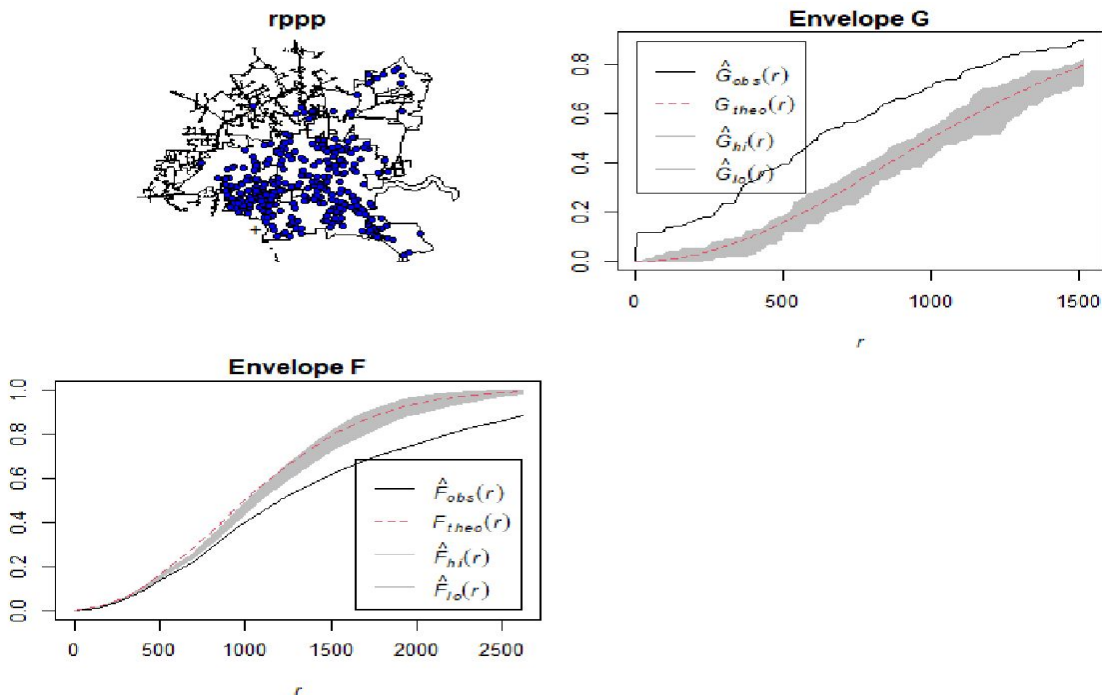 rppp
Envelope G
Ĝobs(r)
Gtheo(r)
Ĝhi(r)
Ĝlo(r)
0.8
0.4
0.2
0.0
0 500 1000 1500
r
Envelope F
F̂obs(r)
Ftheo(r)
F̂hi(r)
F̂lo(r)
1.0
0.8
0.6
0.4
0.2
0.0
0 500 1000 1500 2000 2500